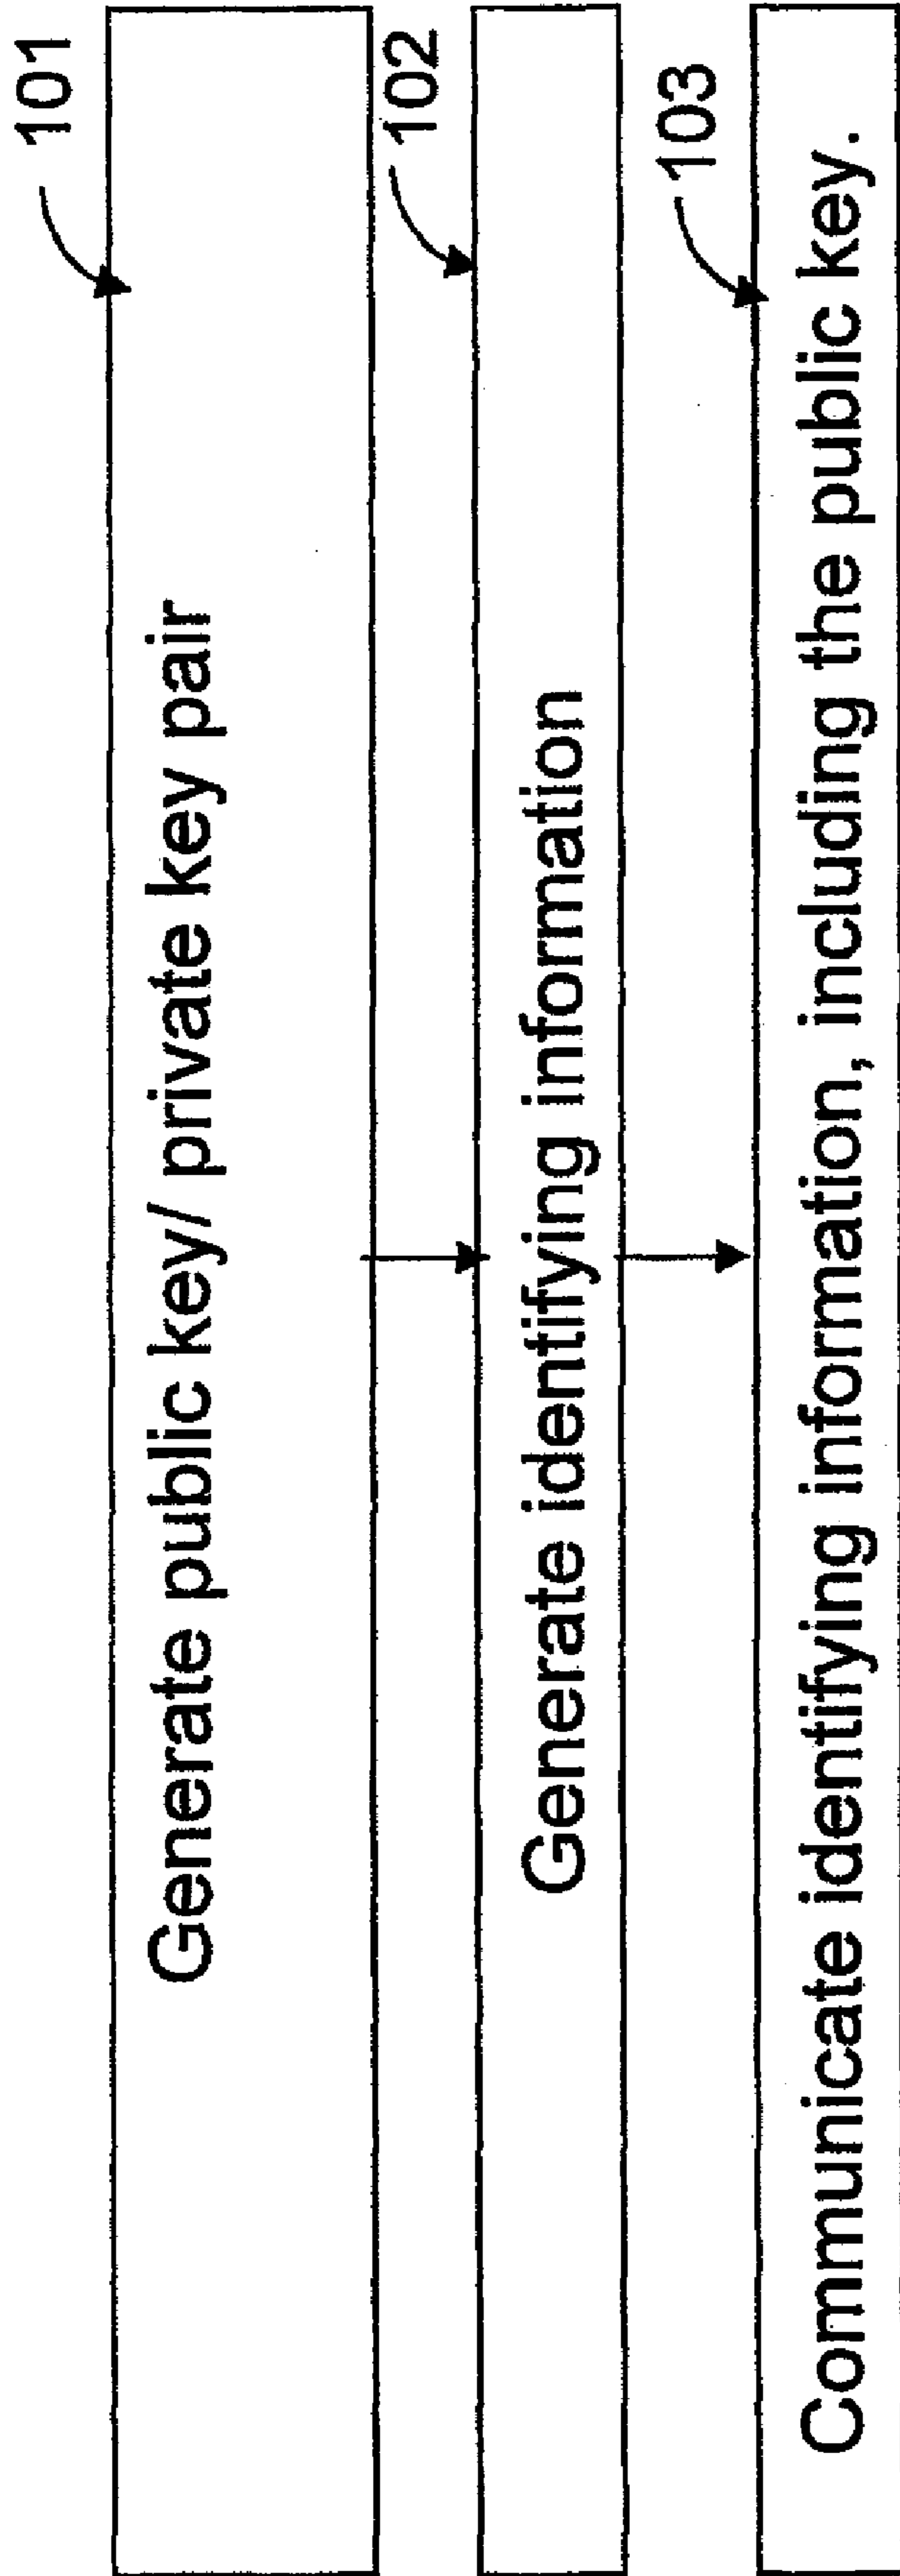 101
Generate public key/ private key pair
102
Generate identifying information
103
Communicate identifying information, including the public key.